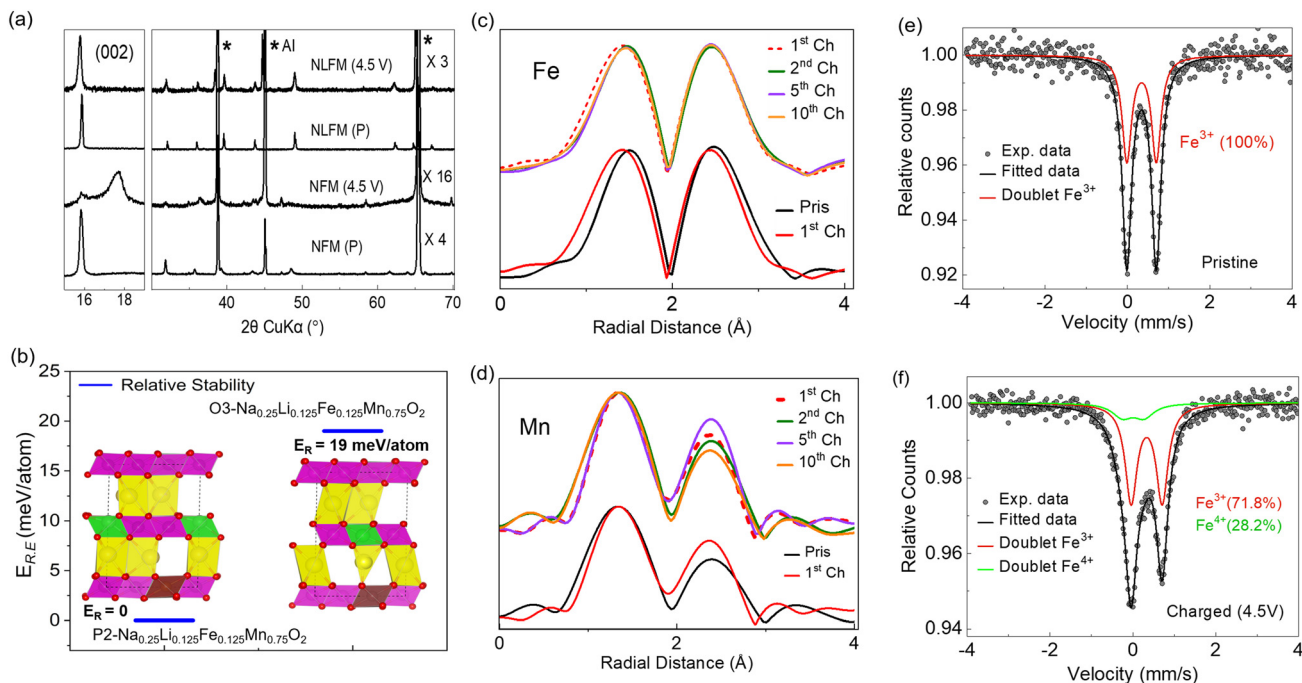 (a)
(002)
*
* Al
*
X 3
NLFM (4.5 V)
NLFM (P)
X 16
NFM (4.5 V)
X 4
NFM (P)
16 18 40 50 60 70
2θ CuKα (°)
(b)
25
20
15
10
5
0
E_R.E (meV/atom)
Relative Stability
O3-Na0.25Li0.125Fe0.125Mn0.75O2
E_R = 19 meV/atom
E_R = 0
P2-Na0.25Li0.125Fe0.125Mn0.75O2
(c)
Fe
1st Ch
2nd Ch
5th Ch
10th Ch
Pris
1st Ch
0 1 2 3 4
Radial Distance (Å)
(d)
Mn
1st Ch
2nd Ch
5th Ch
10th Ch
Pris
1st Ch
0 1 2 3 4
Radial Distance (Å)
(e)
1.00
0.98
0.96
0.94
0.92
Relative counts
Fe3+ (100%)
Exp. data
Fitted data
Doublet Fe3+
Pristine
-4 -2 0 2 4
Velocity (mm/s)
(f)
1.00
0.98
0.96
0.94
Relative Counts
Exp. data
Fitted data
Doublet Fe3+
Doublet Fe4+
Fe3+(71.8%)
Fe4+(28.2%)
Charged (4.5V)
-4 -2 0 2 4
Velocity (mm/s)